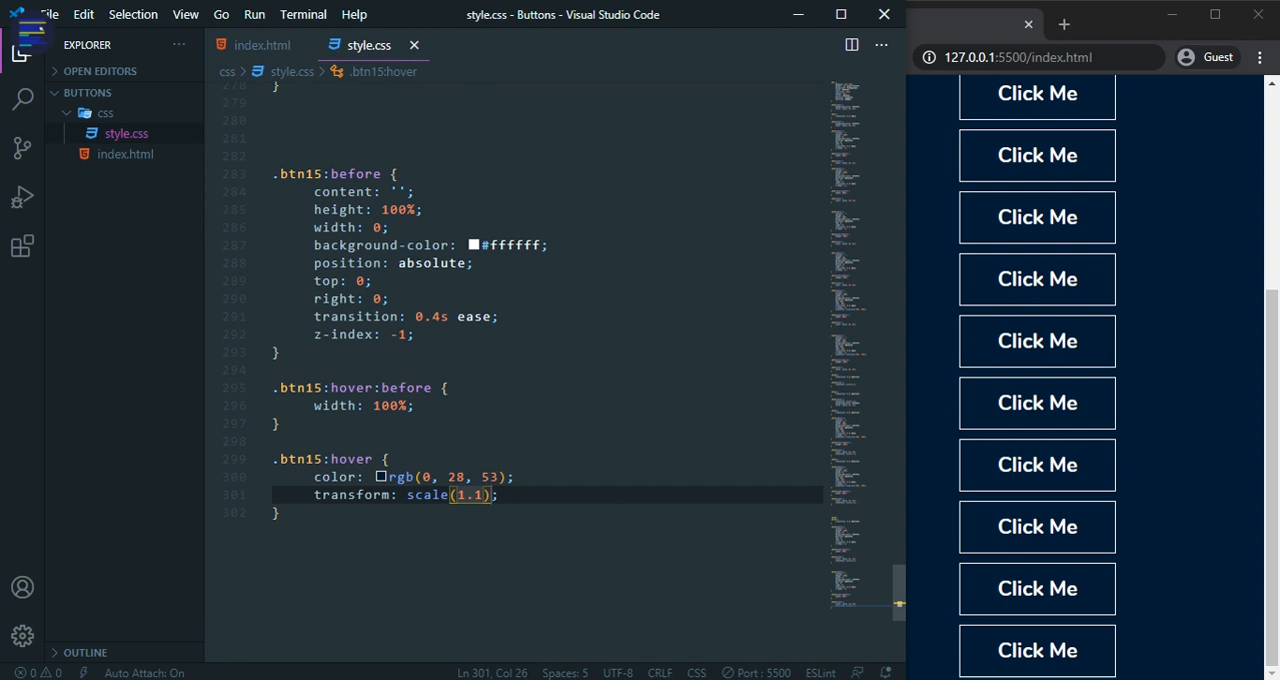 File Edit Selection View Go Run Terminal Help style.css - Buttons - Visual Studio Code
EXPLORER
OPEN EDITORS
BUTTONS
css
style.css
index.html
OUTLINE
index.html style.css
css > style.css > .btn15:hover
278 }
279
280
281
282
283 .btn15:before {
284 content: '';
285 height: 100%;
286 width: 0;
287 background-color: #ffffff;
288 position: absolute;
289 top: 0;
290 right: 0;
291 transition: 0.4s ease;
292 z-index: -1;
293 }
294
295 .btn15:hover:before {
296 width: 100%;
297 }
298
299 .btn15:hover {
300 color: rgb(0, 28, 53);
301 transform: scale(1.1);
302 }
0 0 Auto Attach: On Ln 301, Col 26 Spaces: 5 UTF-8 CRLF CSS Port : 5500 ESLint
127.0.0.1:5500/index.html Guest
Click Me
Click Me
Click Me
Click Me
Click Me
Click Me
Click Me
Click Me
Click Me
Click Me